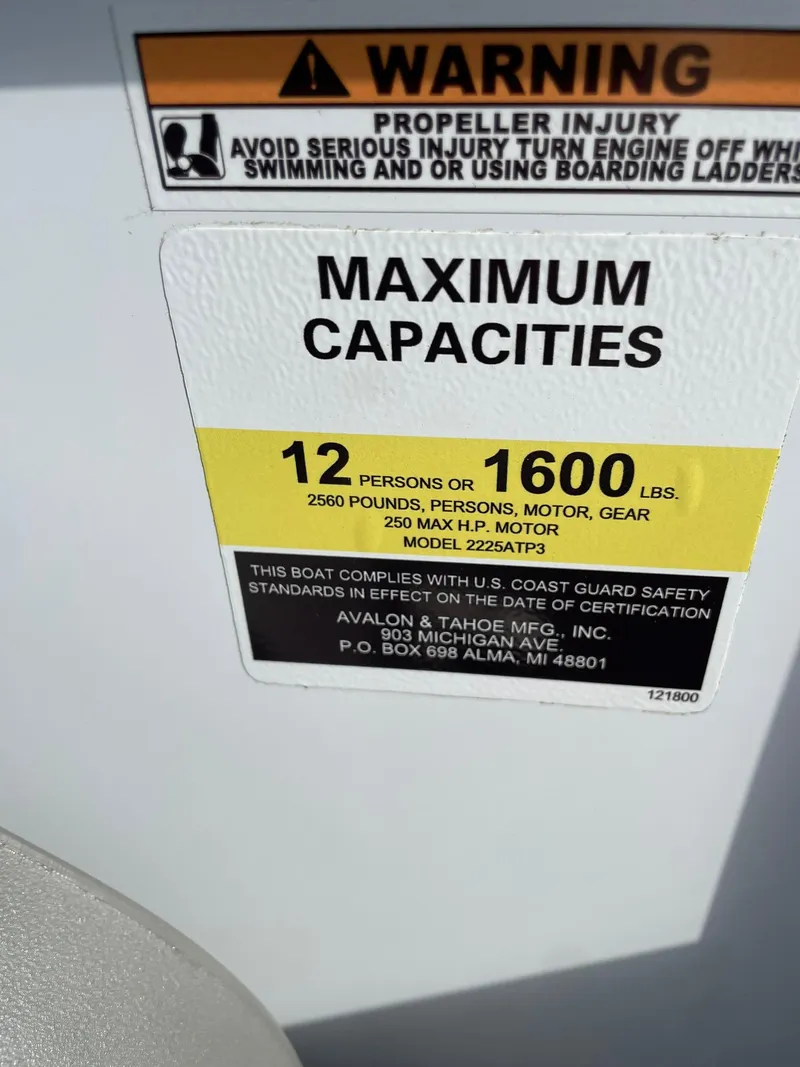 WARNING
PROPELLER INJURY
AVOID SERIOUS INJURY TURN ENGINE OFF
SWIMMING AND OR USING BOARDING LADDERS
MAXIMUM
CAPACITIES
12 PERSONS OR 1600 LBS.
2560 POUNDS, PERSONS, MOTOR, GEAR
250 MAX H.P. MOTOR
MODEL 2225ATP3
THIS BOAT COMPLIES WITH U.S. COAST GUARD SAFETY
STANDARDS IN EFFECT ON THE DATE OF CERTIFICATION
AVALON & TAHOE MFG., INC.
903 MICHIGAN AVE.
P.O. BOX 698 ALMA, MI 48801
121800